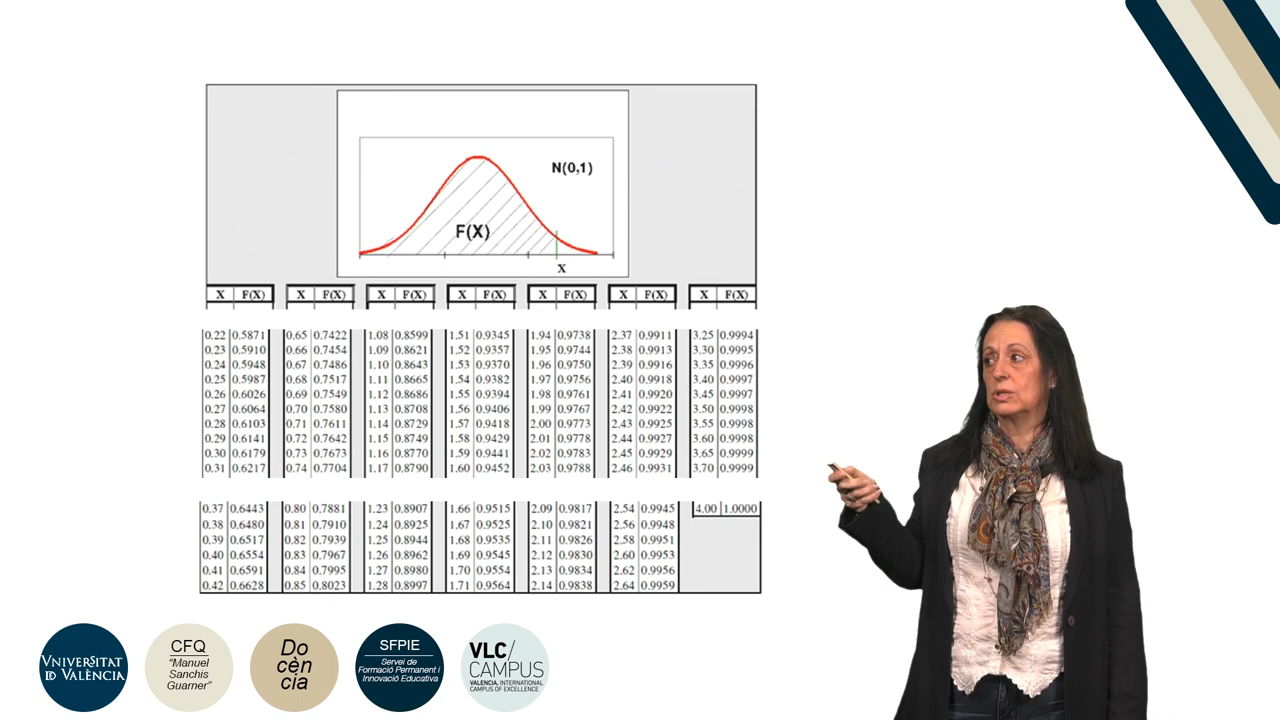 N(0,1)
F(X)
X
X F(X) X F(X) X F(X) X F(X) X F(X) X F(X) X F(X)
0.22 0.5871 0.65 0.7422 1.08 0.8599 1.51 0.9345 1.94 0.9738 2.37 0.9911 3.25 0.9994
0.23 0.5910 0.66 0.7454 1.09 0.8621 1.52 0.9357 1.95 0.9744 2.38 0.9913 3.30 0.9995
0.24 0.5948 0.67 0.7486 1.10 0.8643 1.53 0.9370 1.96 0.9750 2.39 0.9916 3.35 0.9996
0.25 0.5987 0.68 0.7517 1.11 0.8665 1.54 0.9382 1.97 0.9756 2.40 0.9918 3.40 0.9997
0.26 0.6026 0.69 0.7549 1.12 0.8686 1.55 0.9394 1.98 0.9761 2.41 0.9920 3.45 0.9997
0.27 0.6064 0.70 0.7580 1.13 0.8708 1.56 0.9406 1.99 0.9767 2.42 0.9922 3.50 0.9998
0.28 0.6103 0.71 0.7611 1.14 0.8729 1.57 0.9418 2.00 0.9773 2.43 0.9925 3.55 0.9998
0.29 0.6141 0.72 0.7642 1.15 0.8749 1.58 0.9429 2.01 0.9778 2.44 0.9927 3.60 0.9998
0.30 0.6179 0.73 0.7673 1.16 0.8770 1.59 0.9441 2.02 0.9783 2.45 0.9929 3.65 0.9999
0.31 0.6217 0.74 0.7704 1.17 0.8790 1.60 0.9452 2.03 0.9788 2.46 0.9931 3.70 0.9999
0.37 0.6443 0.80 0.7881 1.23 0.8907 1.66 0.9515 2.09 0.9817 2.54 0.9945 4.00 1.0000
0.38 0.6480 0.81 0.7910 1.24 0.8925 1.67 0.9525 2.10 0.9821 2.56 0.9948
0.39 0.6517 0.82 0.7939 1.25 0.8944 1.68 0.9535 2.11 0.9826 2.58 0.9951
0.40 0.6554 0.83 0.7967 1.26 0.8962 1.69 0.9545 2.12 0.9830 2.60 0.9953
0.41 0.6591 0.84 0.7995 1.27 0.8980 1.70 0.9554 2.13 0.9834 2.62 0.9956
0.42 0.6628 0.85 0.8023 1.28 0.8997 1.71 0.9564 2.14 0.9838 2.64 0.9959
VNIVERSITAT
ID VALÈNCIA
CFQ
"Manuel
Sanchis
Guarner"
Do
cèn
cia
SFPIE
Servei de
Formació Permanent i
Innovació Educativa
VLC/
CAMPUS
VALENCIA, INTERNATIONAL
CAMPUS OF EXCELLENCE